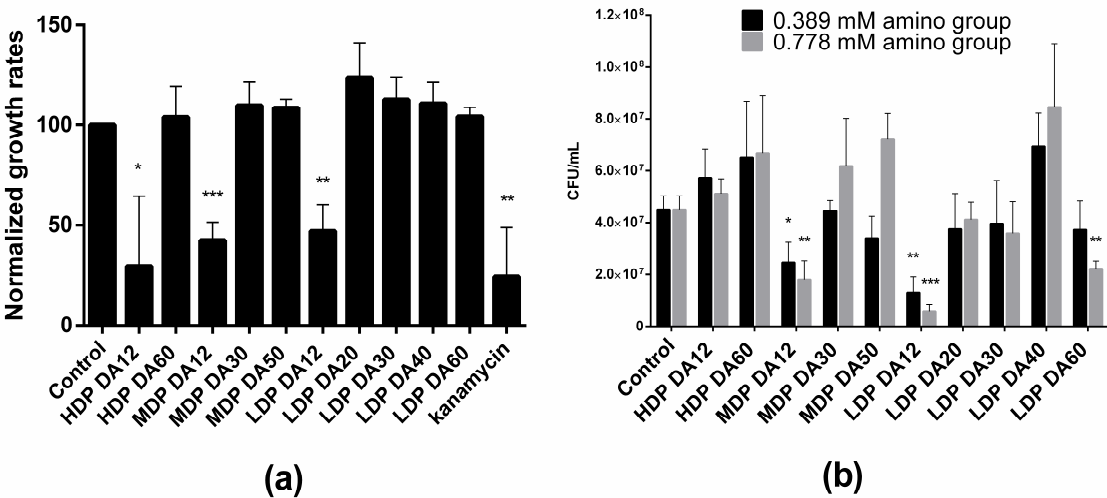 Normalized growth rates
150
100
50
0
*
***
**
**
Control
HDP DA12
HDP DA60
MDP DA12
MDP DA30
MDP DA50
LDP DA12
LDP DA20
LDP DA30
LDP DA40
LDP DA60
kanamycin
(a)
0.389 mM amino group
0.778 mM amino group
CFU/mL
1.2×10⁸
1.0×10⁸
8.0×10⁷
6.0×10⁷
4.0×10⁷
2.0×10⁷
0
*
**
**
***
**
Control
HDP DA12
HDP DA60
MDP DA12
MDP DA30
MDP DA50
LDP DA12
LDP DA20
LDP DA30
LDP DA40
LDP DA60
(b)